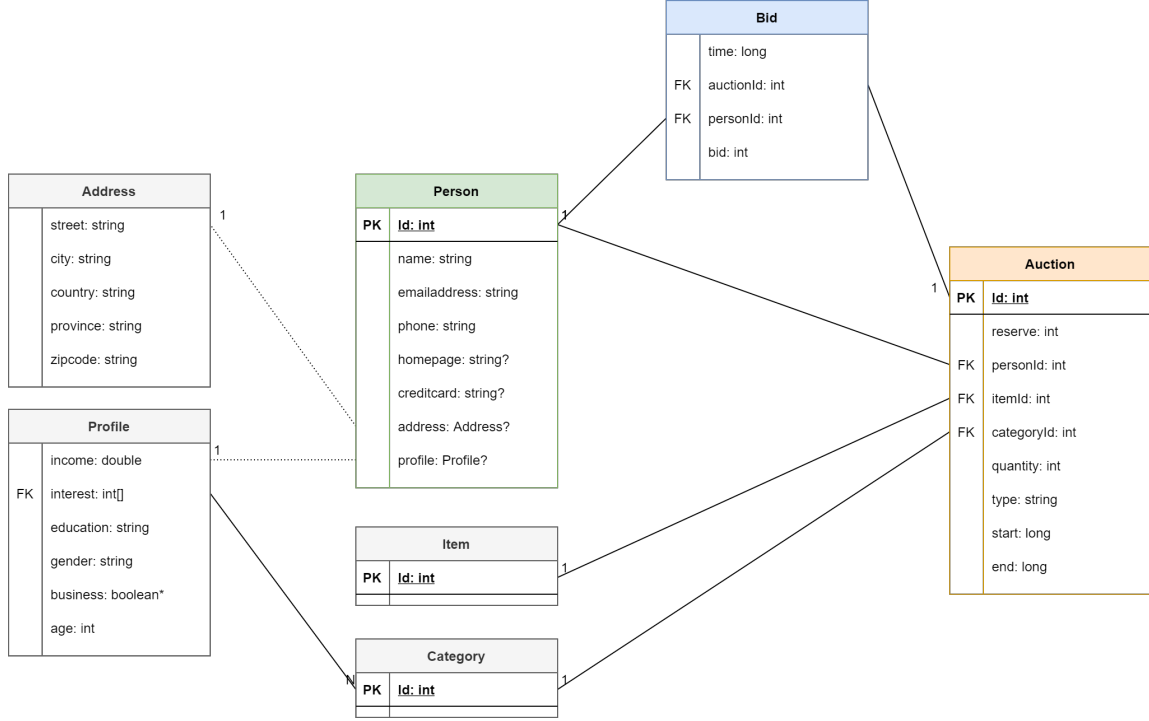 Bid
time: long
FK auctionId: int
FK personId: int
bid: int
Address
street: string
city: string
country: string
province: string
zipcode: string
1
Person
PK Id: int
name: string
emailaddress: string
phone: string
homepage: string?
creditcard: string?
address: Address?
profile: Profile?
1
Auction
1
PK Id: int
reserve: int
FK personId: int
FK itemId: int
FK categoryId: int
quantity: int
type: string
start: long
end: long
Profile
income: double
1
FK interest: int[]
education: string
gender: string
business: boolean*
age: int
Item
PK Id: int
1
Category
N
PK Id: int
1